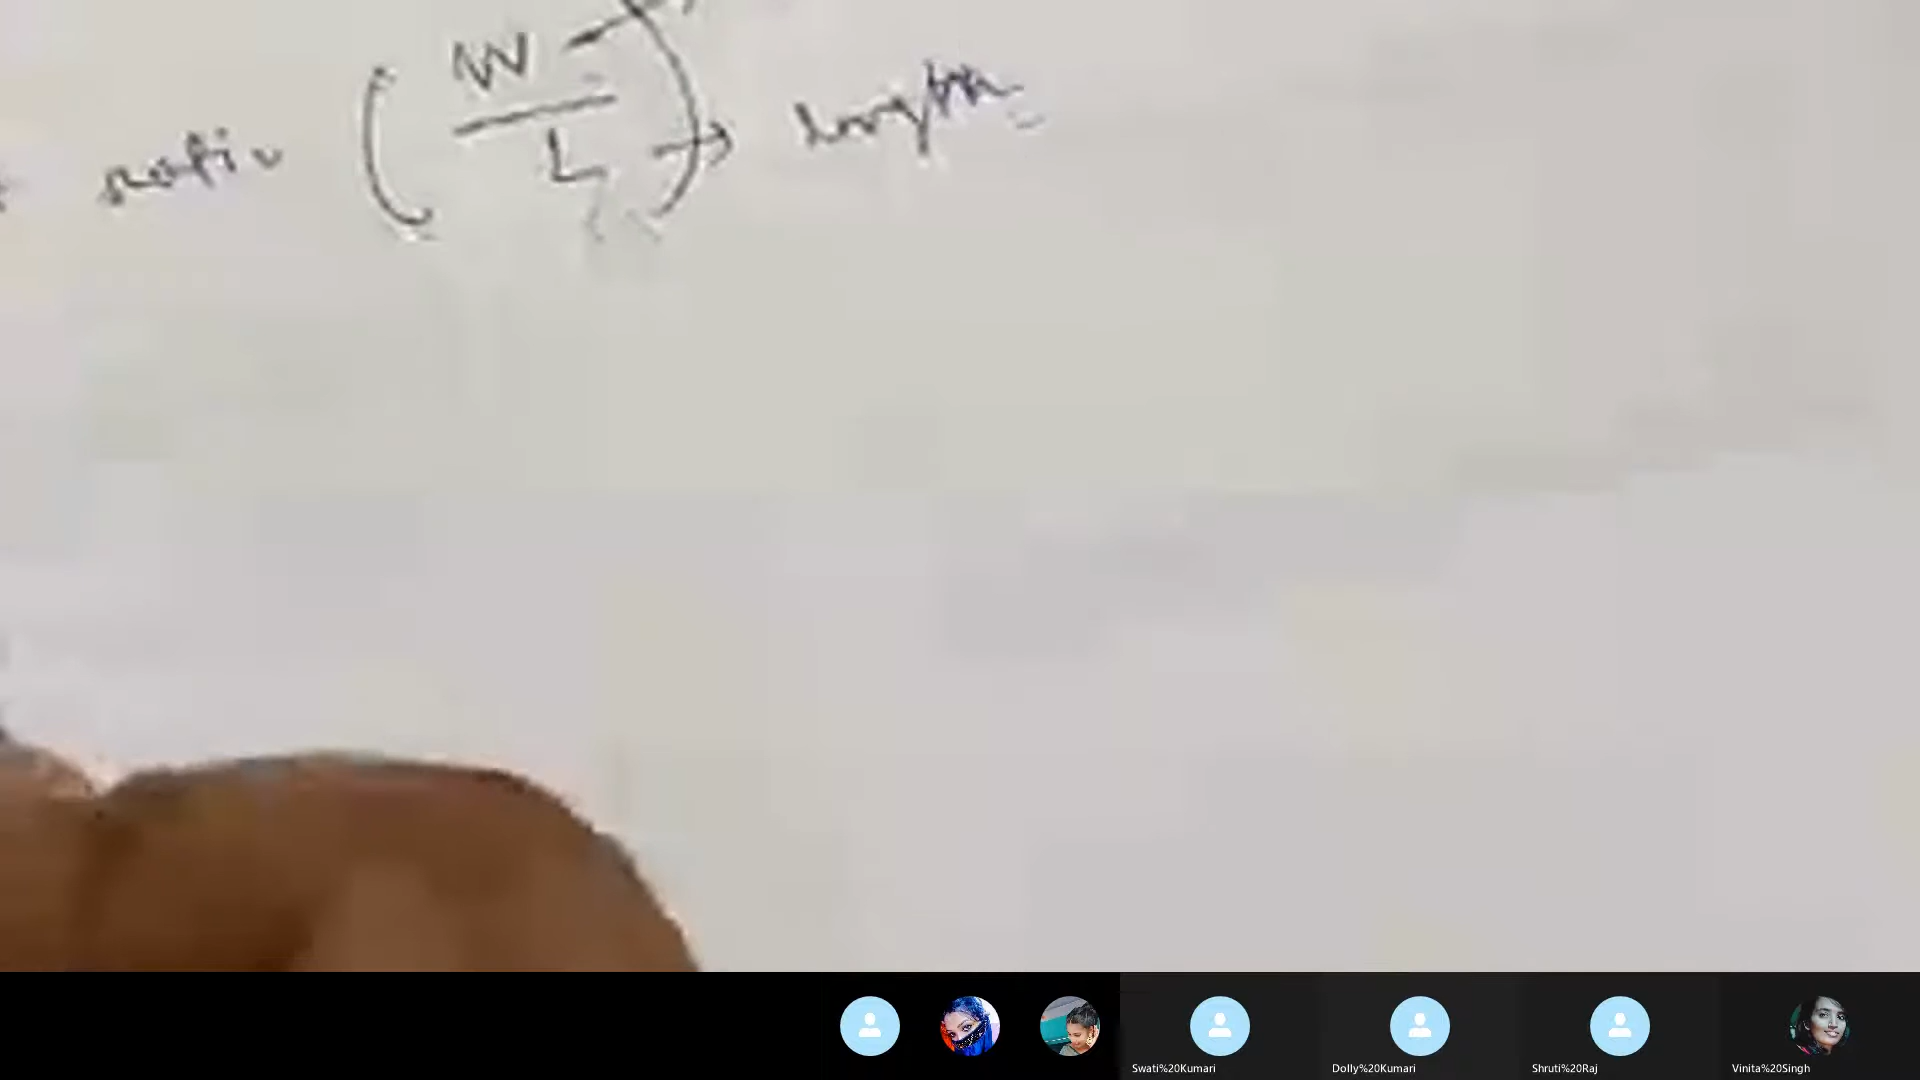 ratio ( W / L ) → length
Swati%20Kumari
Dolly%20Kumari
Shruti%20Raj
Vinita%20Singh